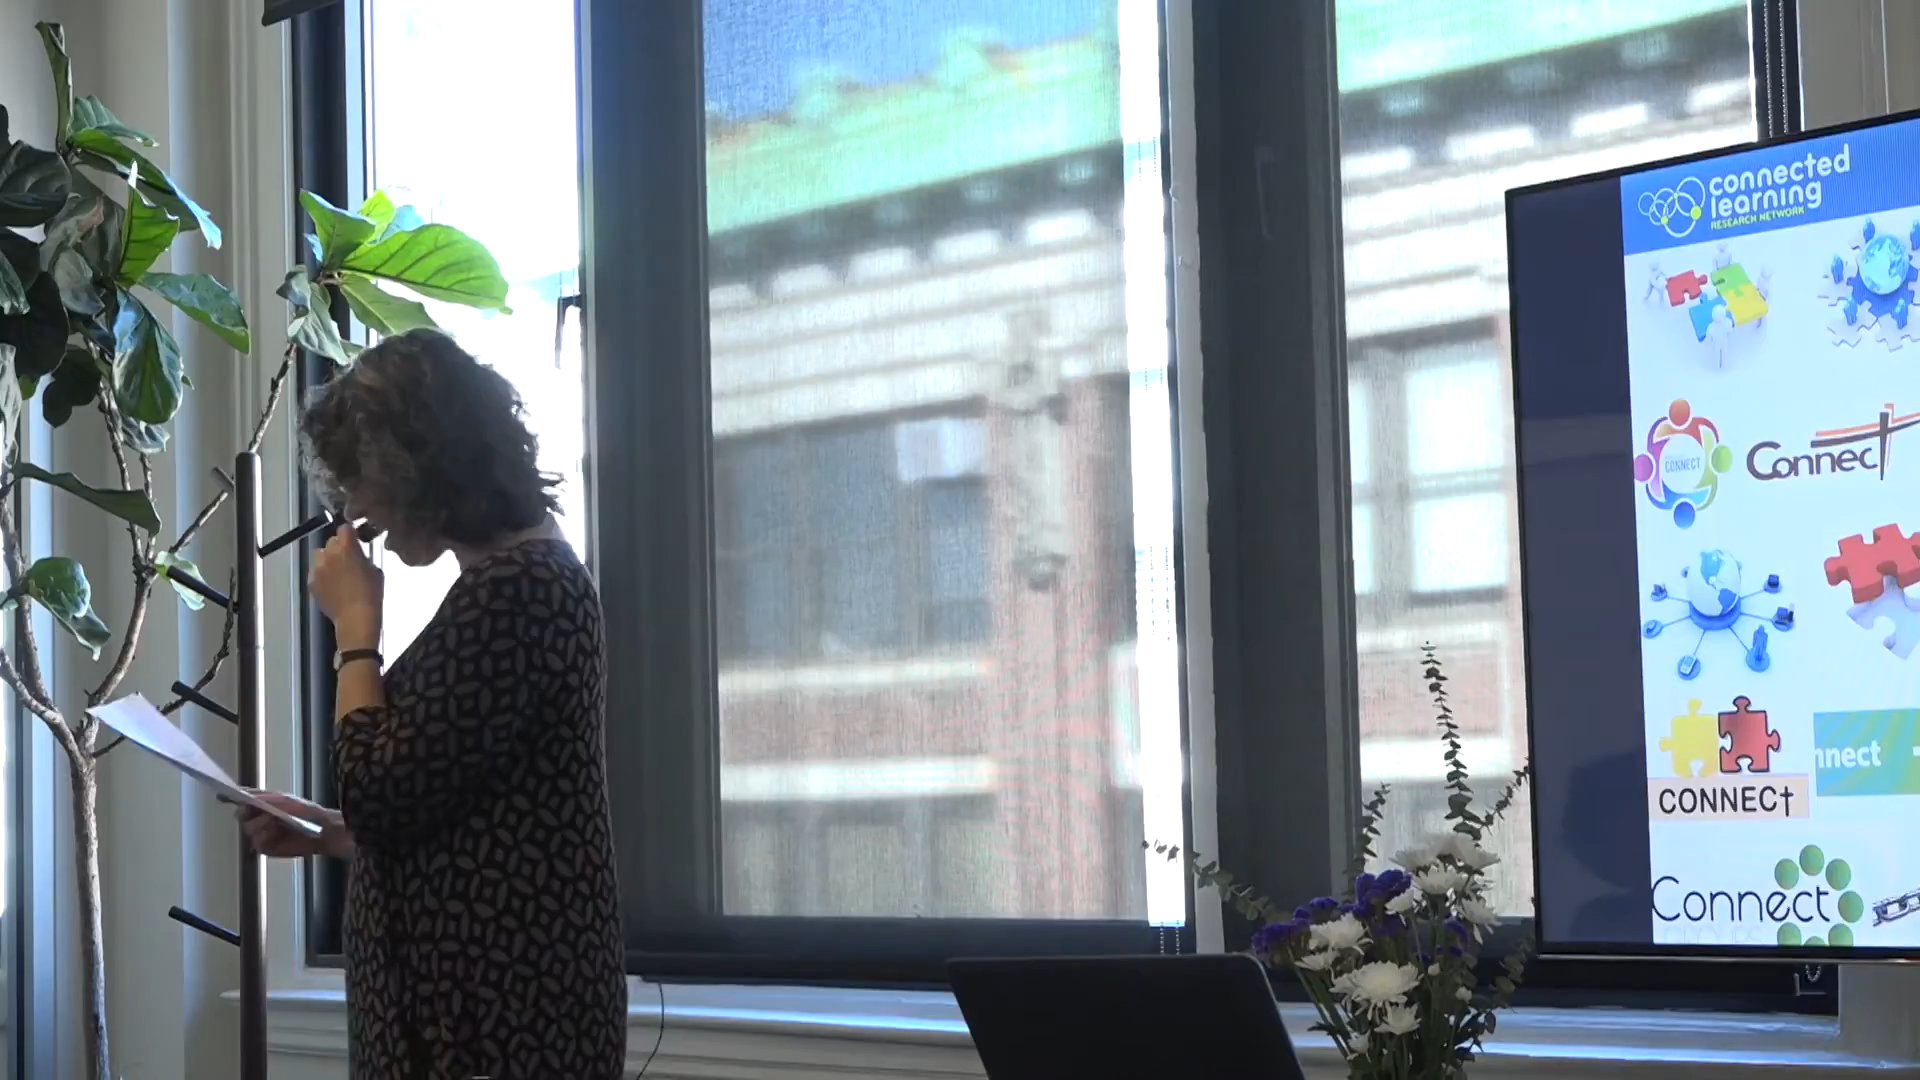 connected
learning
RESEARCH NETWORK
CONNECT
Connect
CONNECt
nnect
Connect